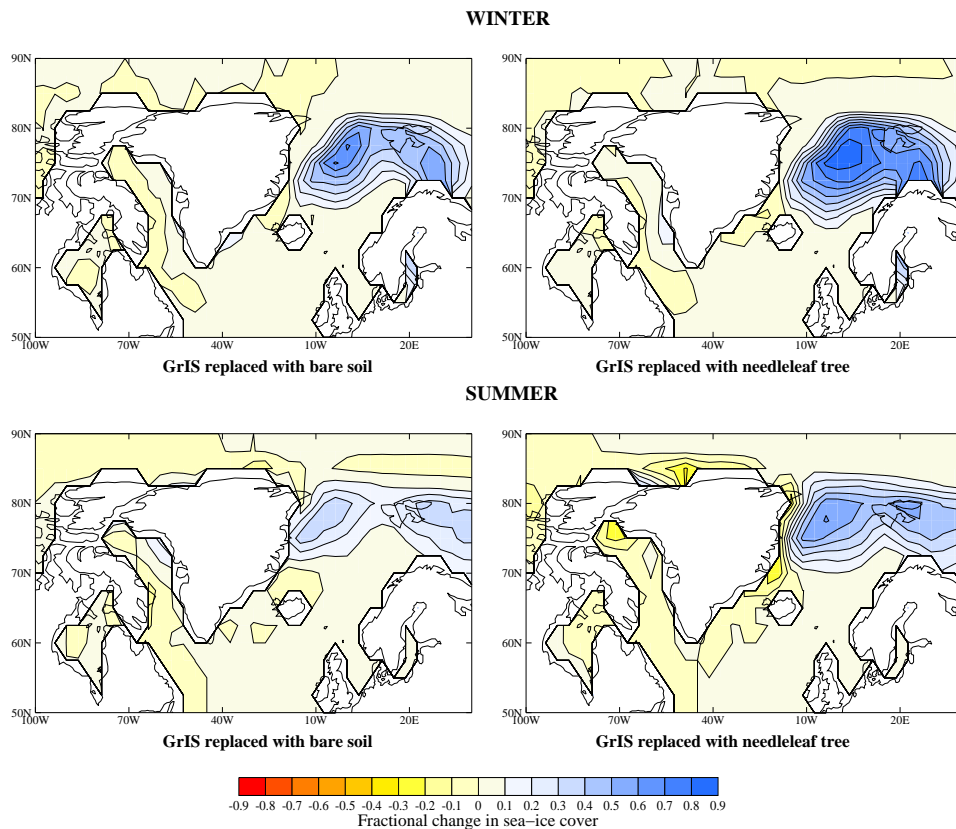 WINTER
90N 80N 70N 60N 50N
100W 70W 40W 10W 20E
GrIS replaced with bare soil
90N 80N 70N 60N 50N
100W 70W 40W 10W 20E
GrIS replaced with needleleaf tree
SUMMER
90N 80N 70N 60N 50N
100W 70W 40W 10W 20E
GrIS replaced with bare soil
90N 80N 70N 60N 50N
100W 70W 40W 10W 20E
GrIS replaced with needleleaf tree
-0.9 -0.8 -0.7 -0.6 -0.5 -0.4 -0.3 -0.2 -0.1 0 0.1 0.2 0.3 0.4 0.5 0.6 0.7 0.8 0.9
Fractional change in sea-ice cover